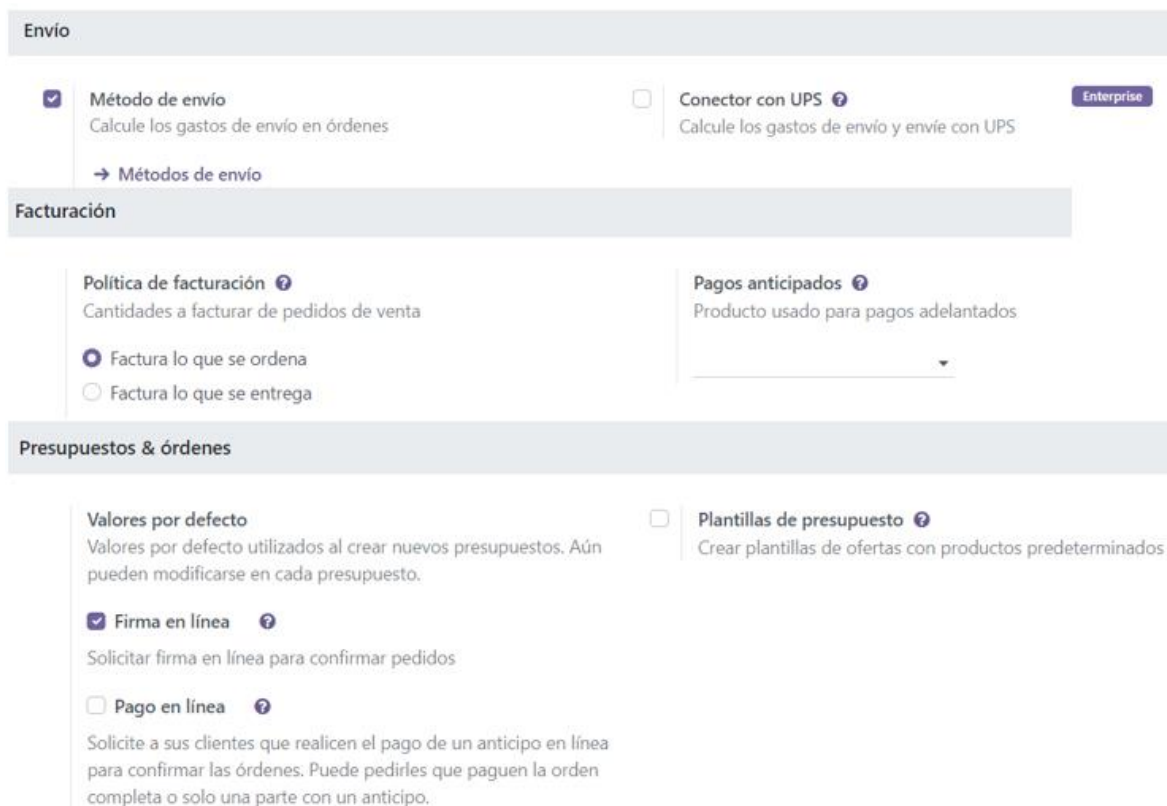 Envío
Método de envío
Calcule los gastos de envío en órdenes
→ Métodos de envío
Conector con UPS
Enterprise
Calcule los gastos de envío y envíe con UPS
Facturación
Política de facturación
Cantidades a facturar de pedidos de venta
Factura lo que se ordena
Factura lo que se entrega
Pagos anticipados
Producto usado para pagos adelantados
Presupuestos & órdenes
Valores por defecto
Valores por defecto utilizados al crear nuevos presupuestos. Aún
pueden modificarse en cada presupuesto.
Firma en línea
Solicitar firma en línea para confirmar pedidos
Pago en línea
Solicite a sus clientes que realicen el pago de un anticipo en línea
para confirmar las órdenes. Puede pedirles que paguen la orden
completa o solo una parte con un anticipo.
Plantillas de presupuesto
Crear plantillas de ofertas con productos predeterminados